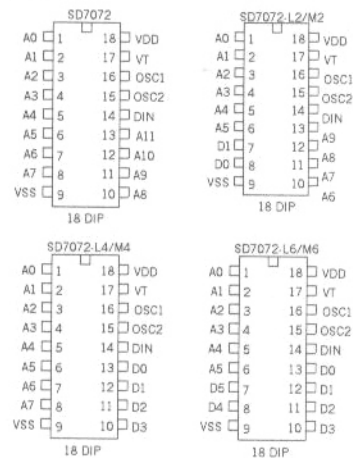 SD7072
A0 1 18 VDD
A1 2 17 VT
A2 3 16 OSC1
A3 4 15 OSC2
A4 5 14 DIN
A5 6 13 A11
A6 7 12 A10
A7 8 11 A9
VSS 9 10 A8
18 DIP
SD7072-L2/M2
A0 1 18 VDD
A1 2 17 VT
A2 3 16 OSC1
A3 4 15 OSC2
A4 5 14 DIN
A5 6 13 A9
D1 7 12 A8
D0 8 11 A7
VSS 9 10 A6
18 DIP
SD7072-L4/M4
A0 1 18 VDD
A1 2 17 VT
A2 3 16 OSC1
A3 4 15 OSC2
A4 5 14 DIN
A5 6 13 D0
A6 7 12 D1
A7 8 11 D2
VSS 9 10 D3
18 DIP
SD7072-L6/M6
A0 1 18 VDD
A1 2 17 VT
A2 3 16 OSC1
A3 4 15 OSC2
A4 5 14 DIN
A5 6 13 D0
D5 7 12 D1
D4 8 11 D2
VSS 9 10 D3
18 DIP